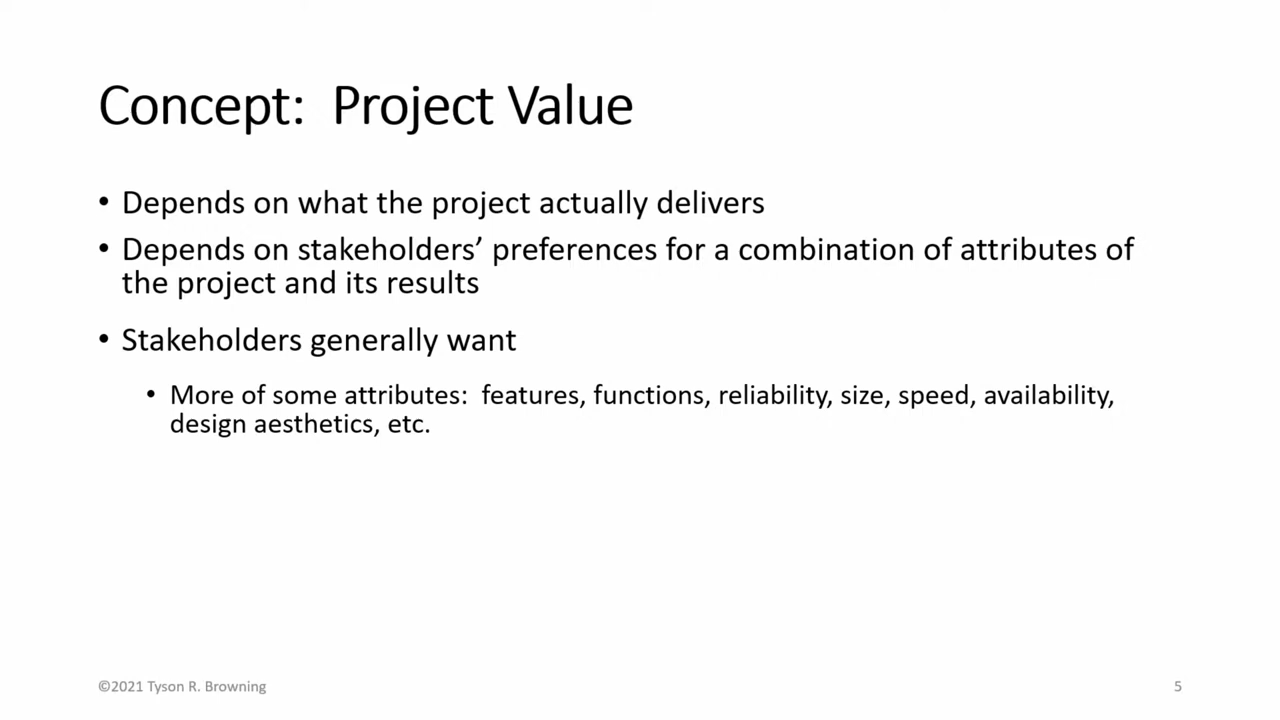 Concept:  Project Value
• Depends on what the project actually delivers
• Depends on stakeholders’ preferences for a combination of attributes of
the project and its results
• Stakeholders generally want
• More of some attributes:  features, functions, reliability, size, speed, availability,
design aesthetics, etc.
©2021 Tyson R. Browning
5